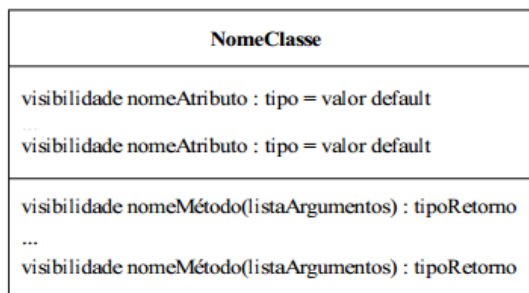 NomeClasse
visibilidade nomeAtributo : tipo = valor default
...
visibilidade nomeAtributo : tipo = valor default
visibilidade nomeMétodo(listaArgumentos) : tipoRetorno
...
visibilidade nomeMétodo(listaArgumentos) : tipoRetorno